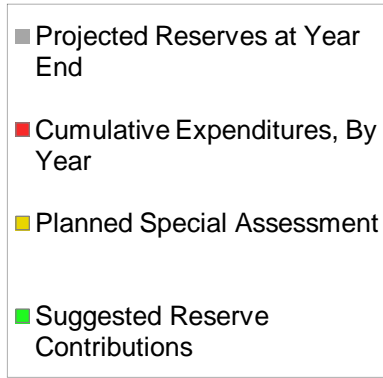 Projected Reserves at Year
End
Cumulative Expenditures, By
Year
Planned Special Assessment
Suggested Reserve
Contributions